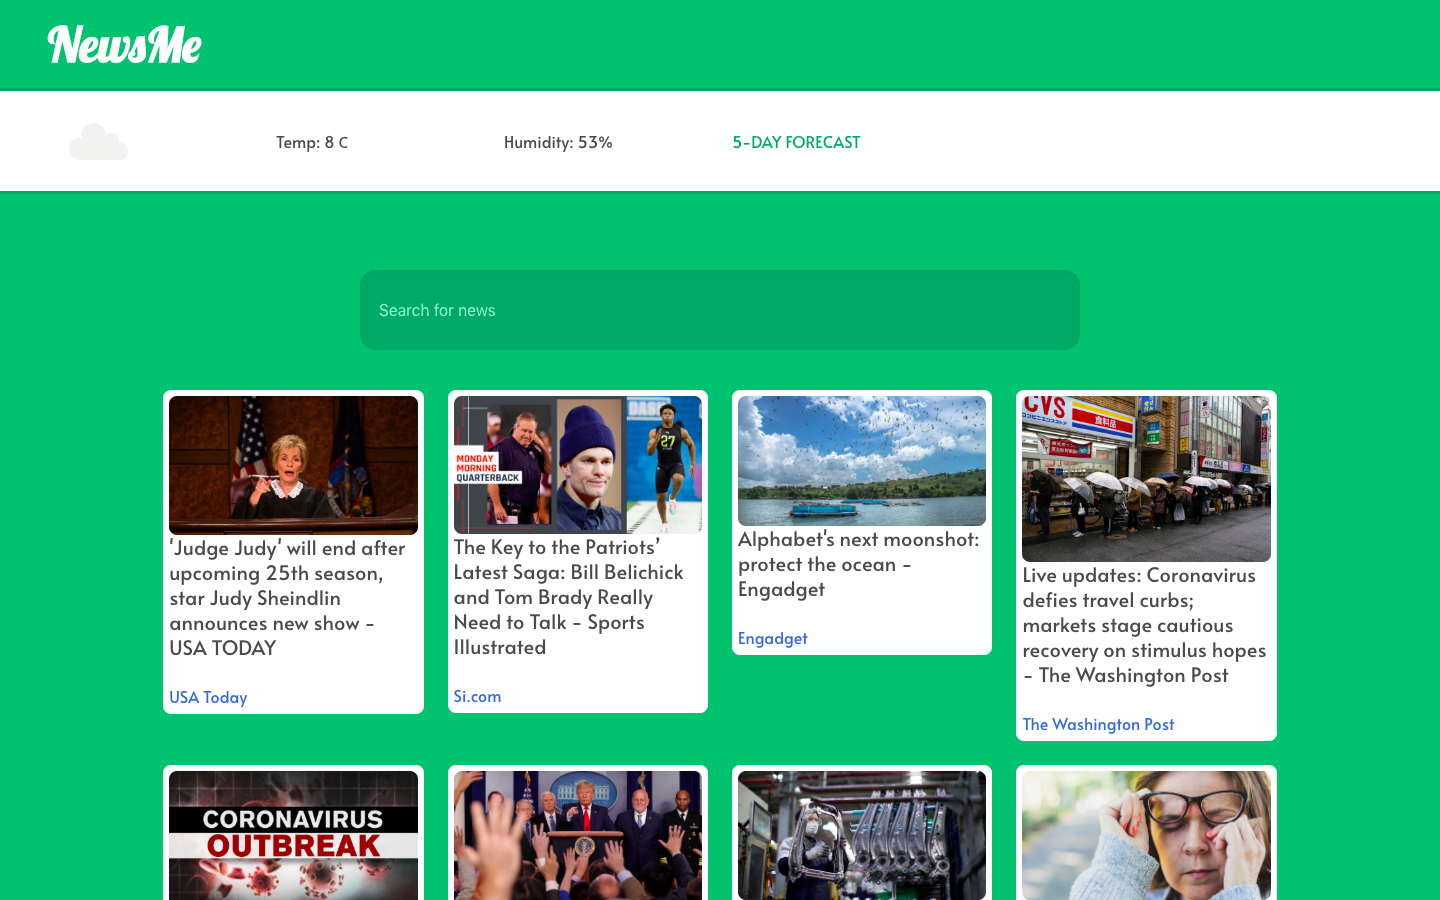 NewsMe
Temp: 8 C
Humidity: 53%
5-DAY FORECAST
Search for news
MONDAY
MORNING
QUARTERBACK
27
CVS
食料品
'Judge Judy' will end after
upcoming 25th season,
star Judy Sheindlin
announces new show -
USA TODAY
USA Today
The Key to the Patriots’
Latest Saga: Bill Belichick
and Tom Brady Really
Need to Talk - Sports
Illustrated
Si.com
Alphabet's next moonshot:
protect the ocean -
Engadget
Engadget
Live updates: Coronavirus
defies travel curbs;
markets stage cautious
recovery on stimulus hopes
- The Washington Post
The Washington Post
CORONAVIRUS
OUTBREAK